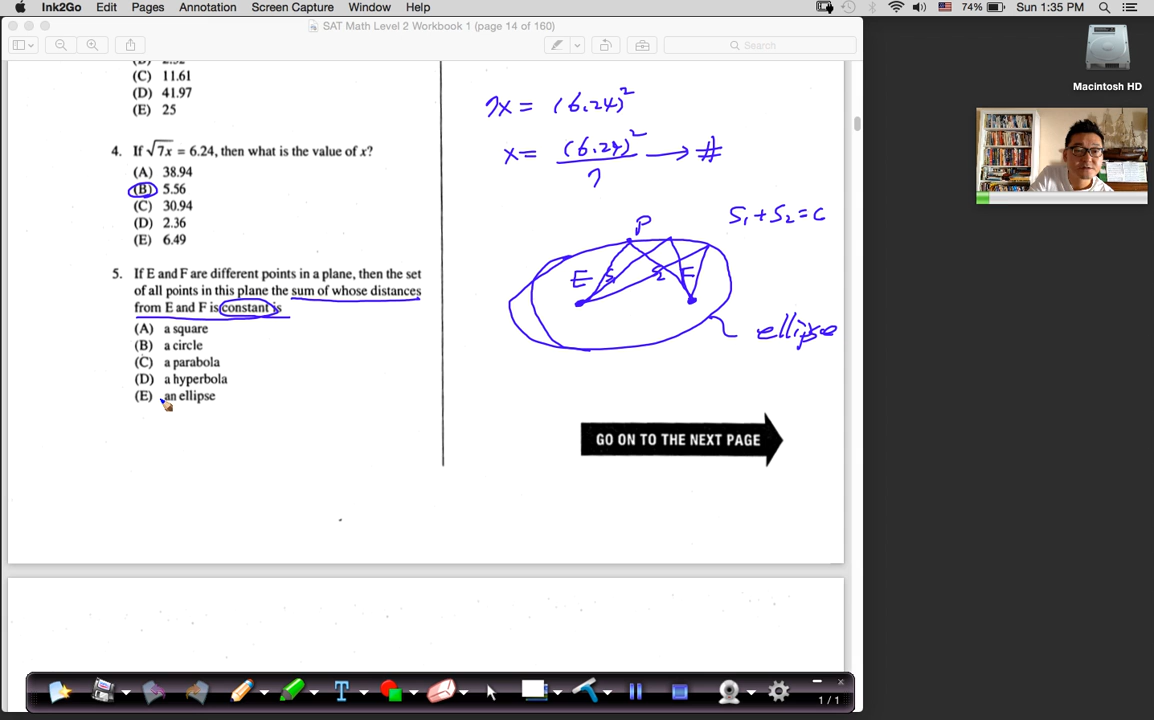 Ink2Go Edit Pages Annotation Screen Capture Window Help
74% Sun 1:35 PM
SAT Math Level 2 Workbook 1 (page 14 of 160)
Search
Macintosh HD
(C) 11.61
(D) 41.97
(E) 25
4. If √7x = 6.24, then what is the value of x?
(A) 38.94
(B) 5.56
(C) 30.94
(D) 2.36
(E) 6.49
5. If E and F are different points in a plane, then the set
of all points in this plane the sum of whose distances
from E and F is constant is
(A) a square
(B) a circle
(C) a parabola
(D) a hyperbola
(E) an ellipse
7x = (6.24)²
x = (6.24)² → #
7
P
S₁ + S₂ = C
E S₁ S₂ F
ellipse
GO ON TO THE NEXT PAGE
T
1 / 1